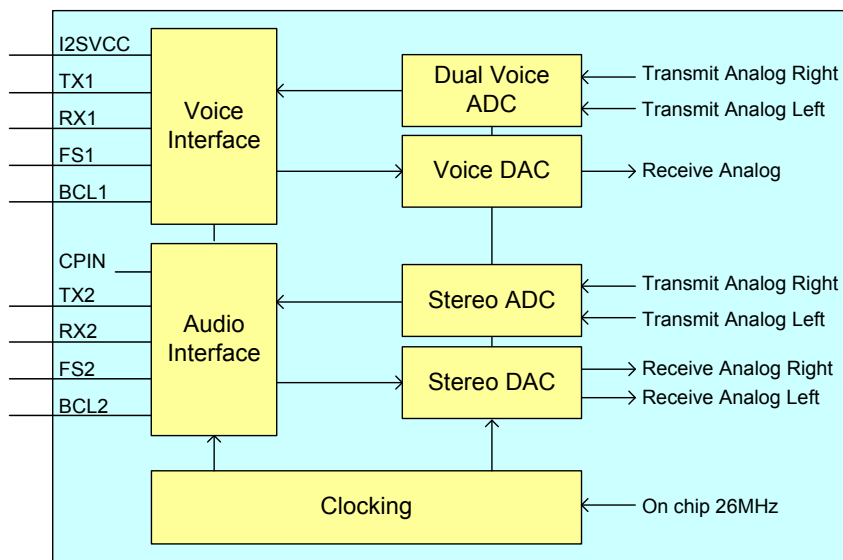 I2SVCC
TX1
RX1
FS1
BCL1
Voice
Interface
Dual Voice
ADC
Transmit Analog Right
Transmit Analog Left
Voice DAC
Receive Analog
CPIN
TX2
RX2
FS2
BCL2
Audio
Interface
Stereo ADC
Transmit Analog Right
Transmit Analog Left
Stereo DAC
Receive Analog Right
Receive Analog Left
Clocking
On chip 26MHz